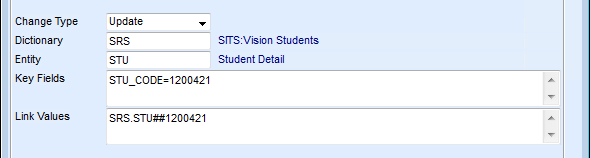 Change Type Update
Dictionary SRS SITS:Vision Students
Entity STU Student Detail
Key Fields STU_CODE=1200421
Link Values SRS.STU##1200421